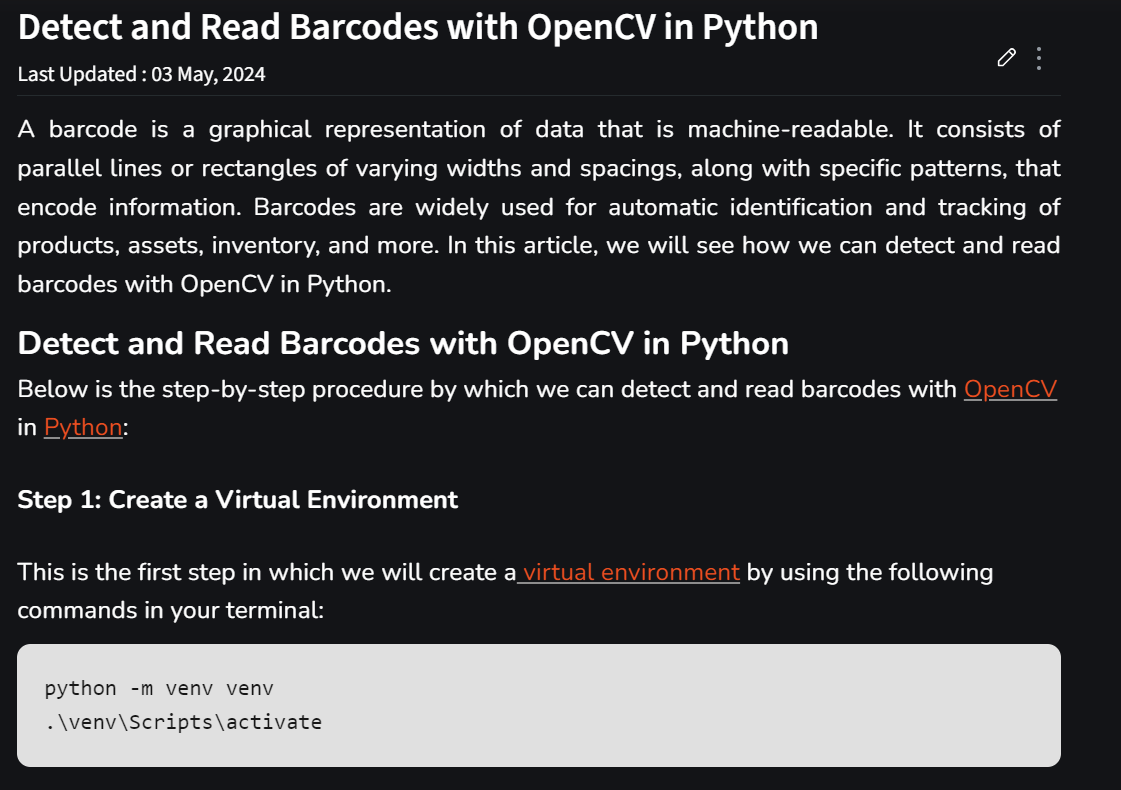 Detect and Read Barcodes with OpenCV in Python
Last Updated : 03 May, 2024
A barcode is a graphical representation of data that is machine-readable. It consists of
parallel lines or rectangles of varying widths and spacings, along with specific patterns, that
encode information. Barcodes are widely used for automatic identification and tracking of
products, assets, inventory, and more. In this article, we will see how we can detect and read
barcodes with OpenCV in Python.
Detect and Read Barcodes with OpenCV in Python
Below is the step-by-step procedure by which we can detect and read barcodes with OpenCV
in Python:
Step 1: Create a Virtual Environment
This is the first step in which we will create a virtual environment by using the following
commands in your terminal:
python -m venv venv
.\venv\Scripts\activate